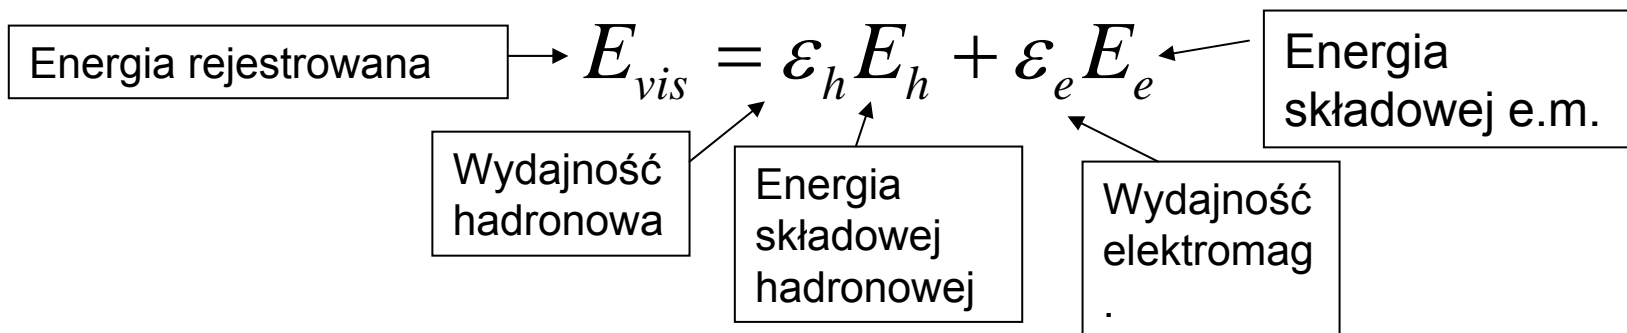 Energia rejestrowana
E_vis = ε_h E_h + ε_e E_e
Energia
składowej e.m.
Wydajność
hadronowa
Energia
składowej
hadronowej
Wydajność
elektromag
.